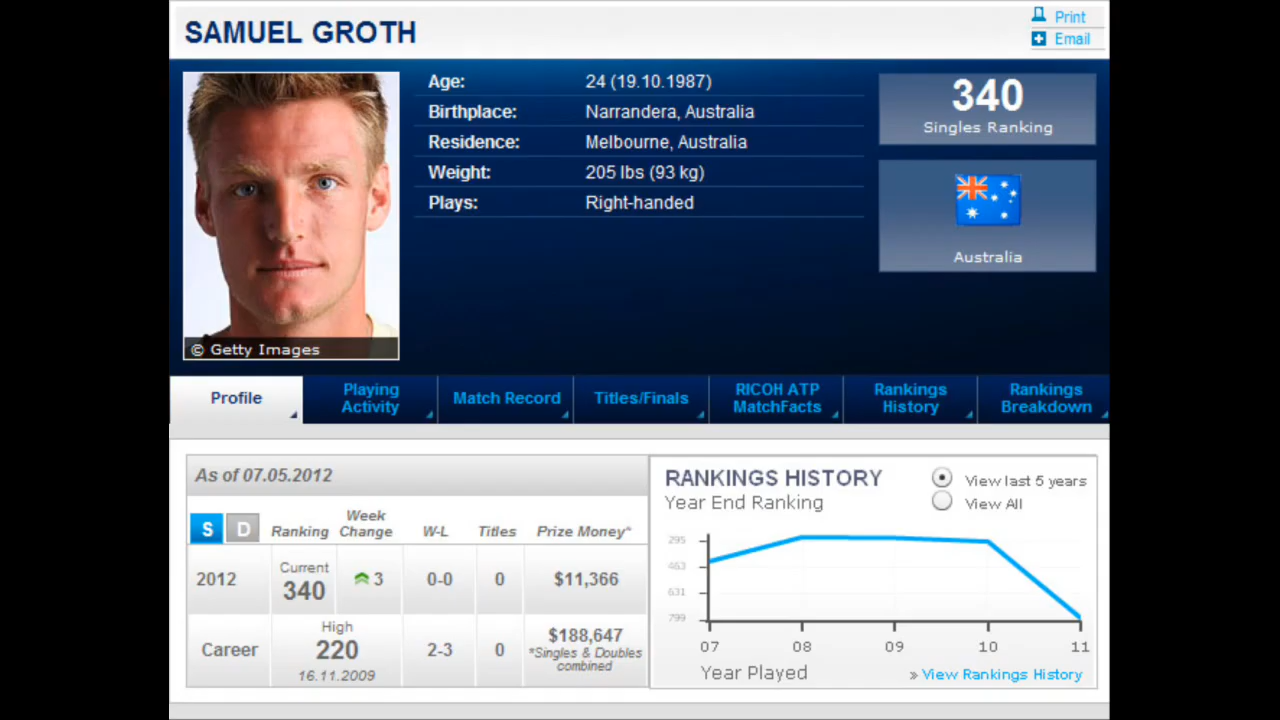 SAMUEL GROTH
Print
Email
Age: 24 (19.10.1987)
Birthplace: Narrandera, Australia
Residence: Melbourne, Australia
Weight: 205 lbs (93 kg)
Plays: Right-handed
340
Singles Ranking
Australia
© Getty Images
Profile
Playing
Activity
Match Record
Titles/Finals
RICOH ATP
MatchFacts
Rankings
History
Rankings
Breakdown
As of 07.05.2012
S D Ranking Week
Change W-L Titles Prize Money*
2012 Current
340 3 0-0 0 $11,366
Career High
220
16.11.2009
2-3 0 $188,647
*Singles & Doubles
combined
RANKINGS HISTORY
Year End Ranking
View last 5 years
View All
295
463
631
799
07 08 09 10 11
Year Played
» View Rankings History